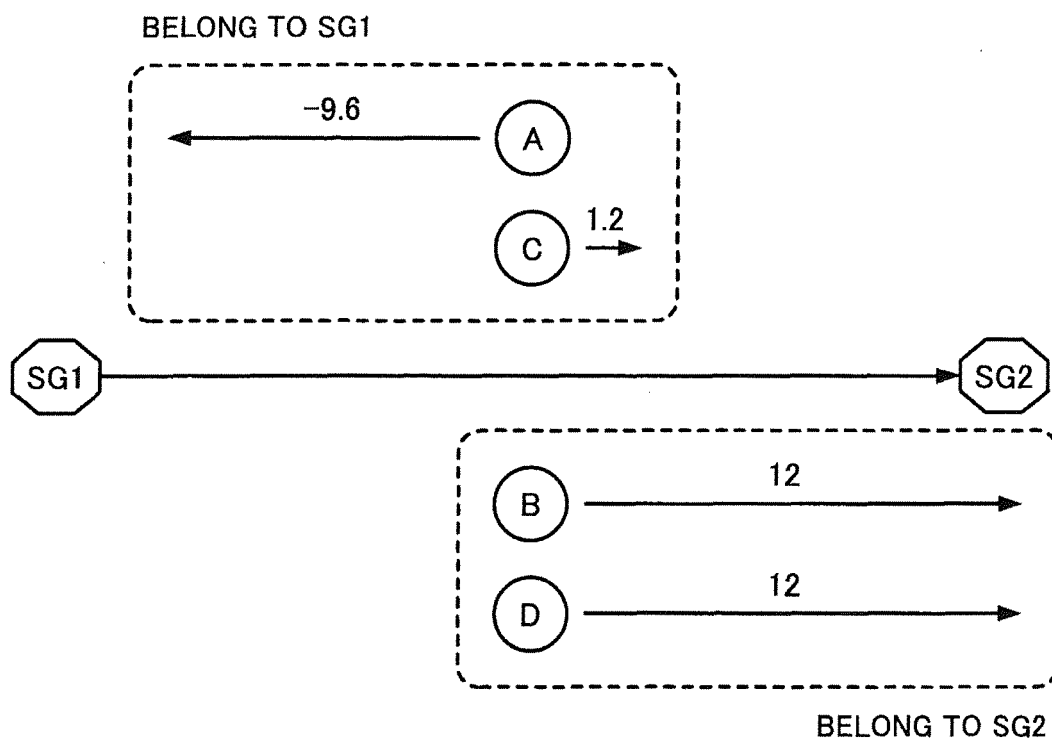 BELONG TO SG1
−9.6
A
1.2
C
SG1
SG2
12
B
12
D
BELONG TO SG2